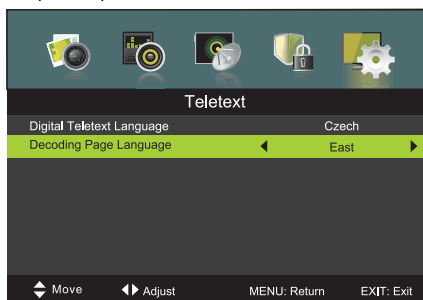 Teletext
Digital Teletext Language Czech
Decoding Page Language East
Move Adjust MENU: Return EXIT: Exit